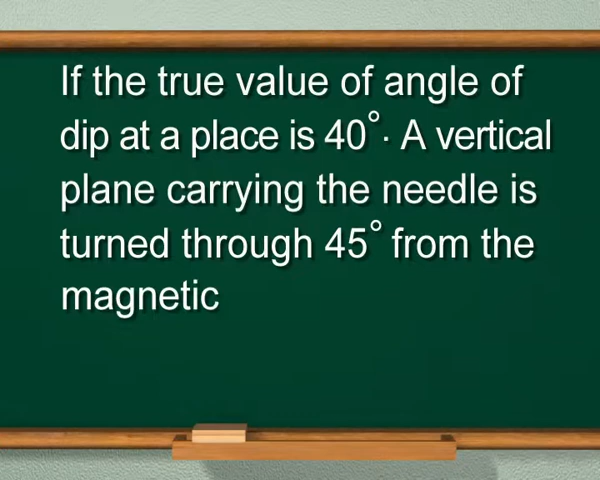 If the true value of angle of
dip at a place is 40°. A vertical
plane carrying the needle is
turned through 45° from the
magnetic